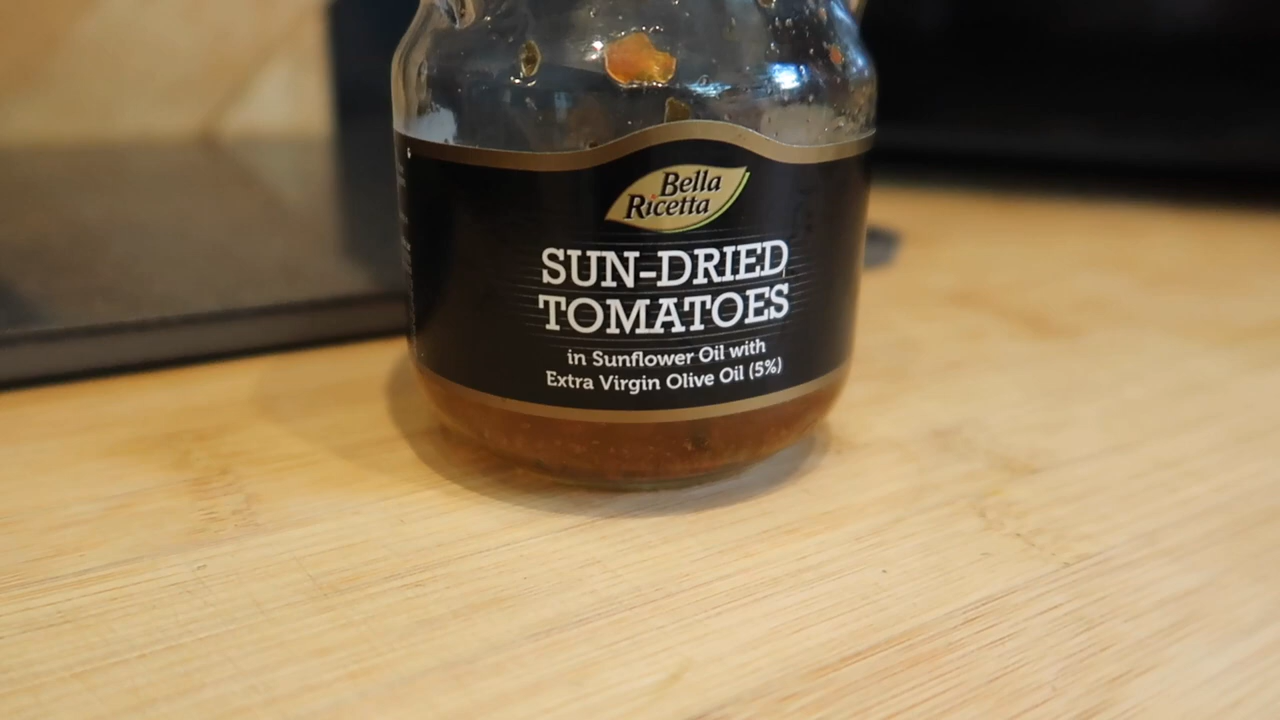 Bella
Ricetta
SUN-DRIED
TOMATOES
in Sunflower Oil with
Extra Virgin Olive Oil (5%)